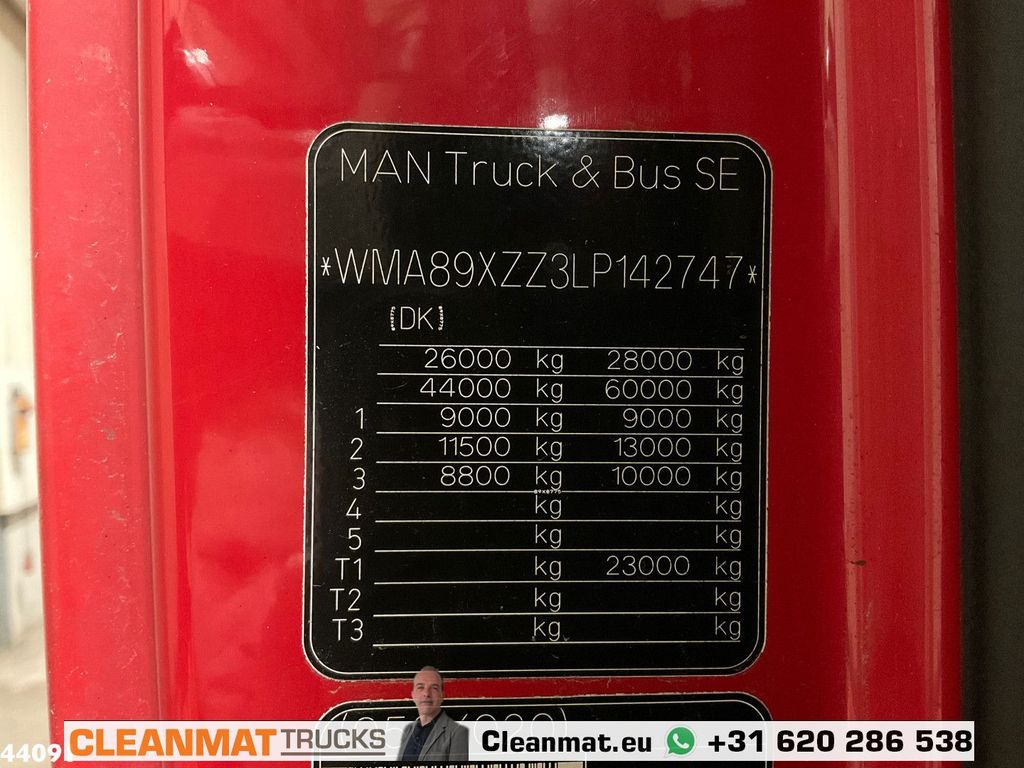 MAN Truck & Bus SE
*WMA89XZZ3LP142747*
(DK)
26000 kg 28000 kg
44000 kg 60000 kg
1 9000 kg 9000 kg
2 11500 kg 13000 kg
3 8800 kg 10000 kg
4 kg kg
5 kg kg
T1 kg 23000 kg
T2 kg kg
T3 kg kg
4409
CLEANMAT TRUCKS Cleanmat.eu +31 620 286 538